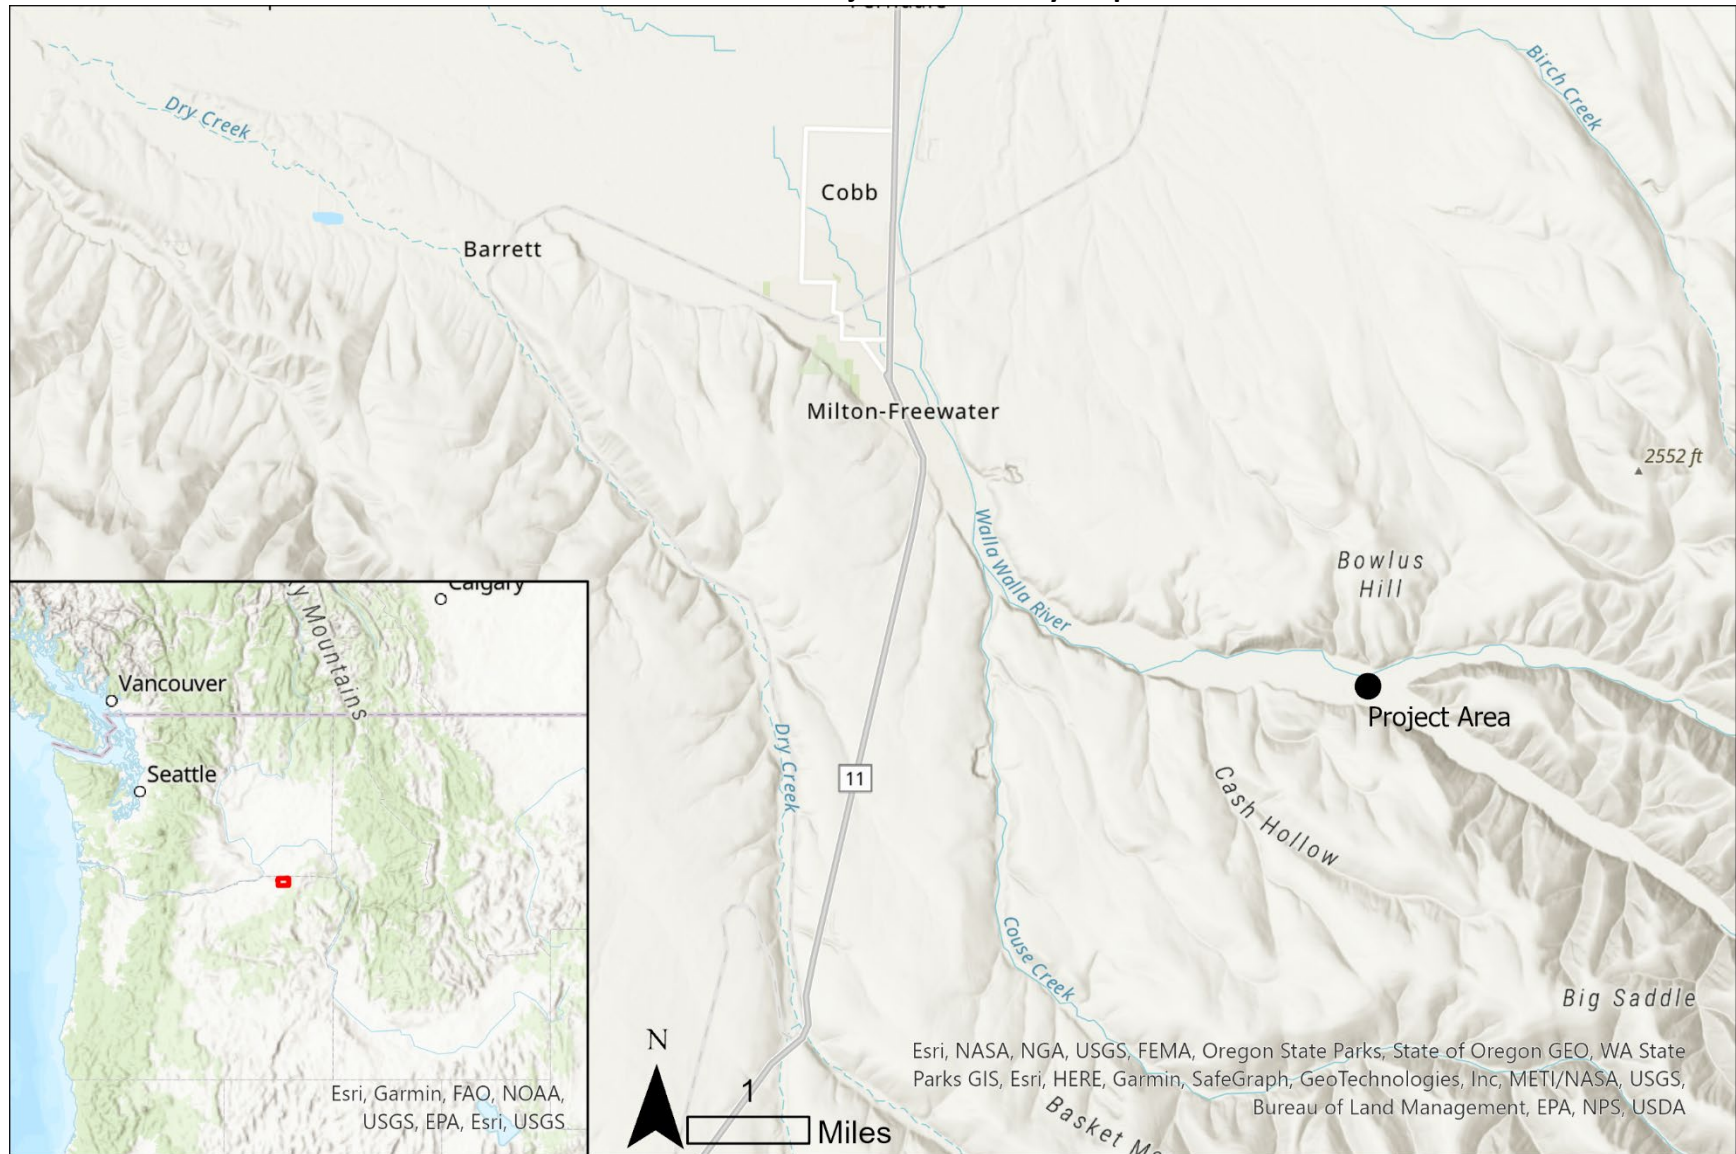 Birch Creek
Dry Creek
Cobb
Barrett
Milton-Freewater
2552 ft
Walla Walla River
Bowlus
Hill
Project Area
Dry Creek
11
Cash Hollow
Couse Creek
Big Saddle
Calgary
Mountains
Vancouver
Seattle
Esri, Garmin, FAO, NOAA,
USGS, EPA, Esri, USGS
N
1
Miles
Esri, NASA, NGA, USGS, FEMA, Oregon State Parks, State of Oregon GEO, WA State
Parks GIS, Esri, HERE, Garmin, SafeGraph, GeoTechnologies, Inc, METI/NASA, USGS,
Bureau of Land Management, EPA, NPS, USDA
Basket